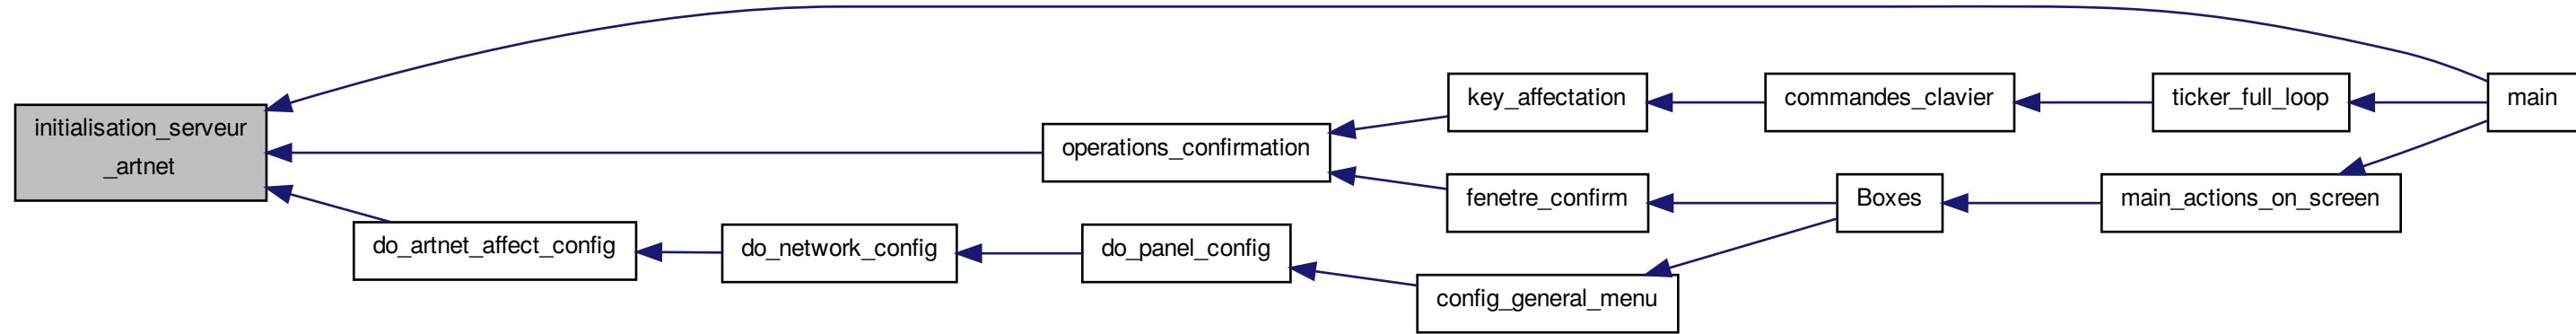 initialisation_serveur
_artnet
key_affectation
commandes_clavier
ticker_full_loop
main
operations_confirmation
fenetre_confirm
Boxes
main_actions_on_screen
do_artnet_affect_config
do_network_config
do_panel_config
config_general_menu